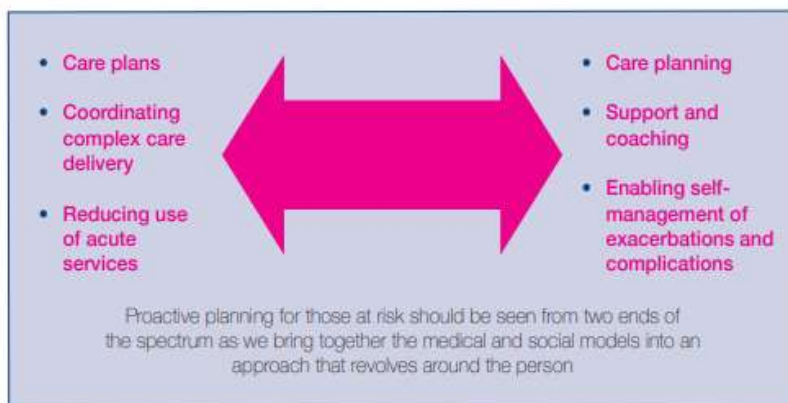 • Care plans
• Coordinating
complex care
delivery
• Reducing use
of acute
services
• Care planning
• Support and
coaching
• Enabling self-
management of
exacerbations and
complications
Proactive planning for those at risk should be seen from two ends of
the spectrum as we bring together the medical and social models into an
approach that revolves around the person